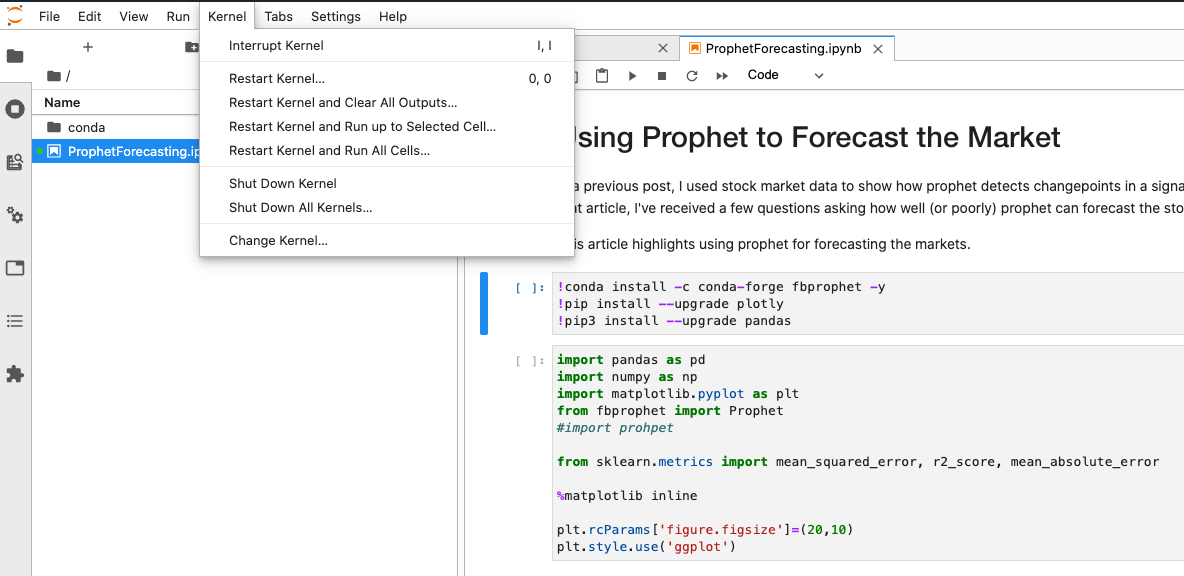 File Edit View Run Kernel Tabs Settings Help
Interrupt Kernel I, I
Restart Kernel... 0, 0
Restart Kernel and Clear All Outputs...
Restart Kernel and Run up to Selected Cell...
Restart Kernel and Run All Cells...
Shut Down Kernel
Shut Down All Kernels...
Change Kernel...
/
Name
conda
ProphetForecasting.ip
ProphetForecasting.ipynb
Code
sing Prophet to Forecast the Market
a previous post, I used stock market data to show how prophet detects changepoints in a signa
at article, I've received a few questions asking how well (or poorly) prophet can forecast the sto
is article highlights using prophet for forecasting the markets.
[ ]: !conda install -c conda-forge fbprophet -y
!pip install --upgrade plotly
!pip3 install --upgrade pandas
[ ]: import pandas as pd
import numpy as np
import matplotlib.pyplot as plt
from fbprophet import Prophet
#import prohpet
from sklearn.metrics import mean_squared_error, r2_score, mean_absolute_error
%matplotlib inline
plt.rcParams['figure.figsize']=(20,10)
plt.style.use('ggplot')